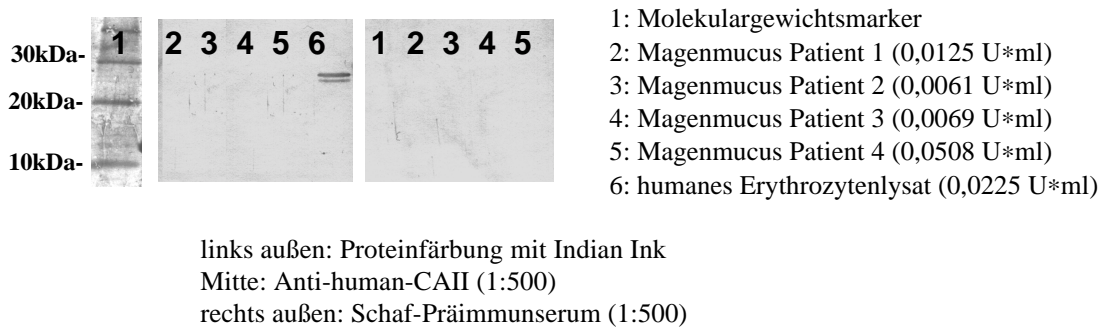 1 2 3 4 5 6 1 2 3 4 5
30kDa-
20kDa-
10kDa-
1: Molekulargewichtsmarker
2: Magenmucus Patient 1 (0,0125 U∗ml)
3: Magenmucus Patient 2 (0,0061 U∗ml)
4: Magenmucus Patient 3 (0,0069 U∗ml)
5: Magenmucus Patient 4 (0,0508 U∗ml)
6: humanes Erythrozytenlysat (0,0225 U∗ml)
links außen: Proteinfärbung mit Indian Ink
Mitte: Anti-human-CAII (1:500)
rechts außen: Schaf-Präimmunserum (1:500)